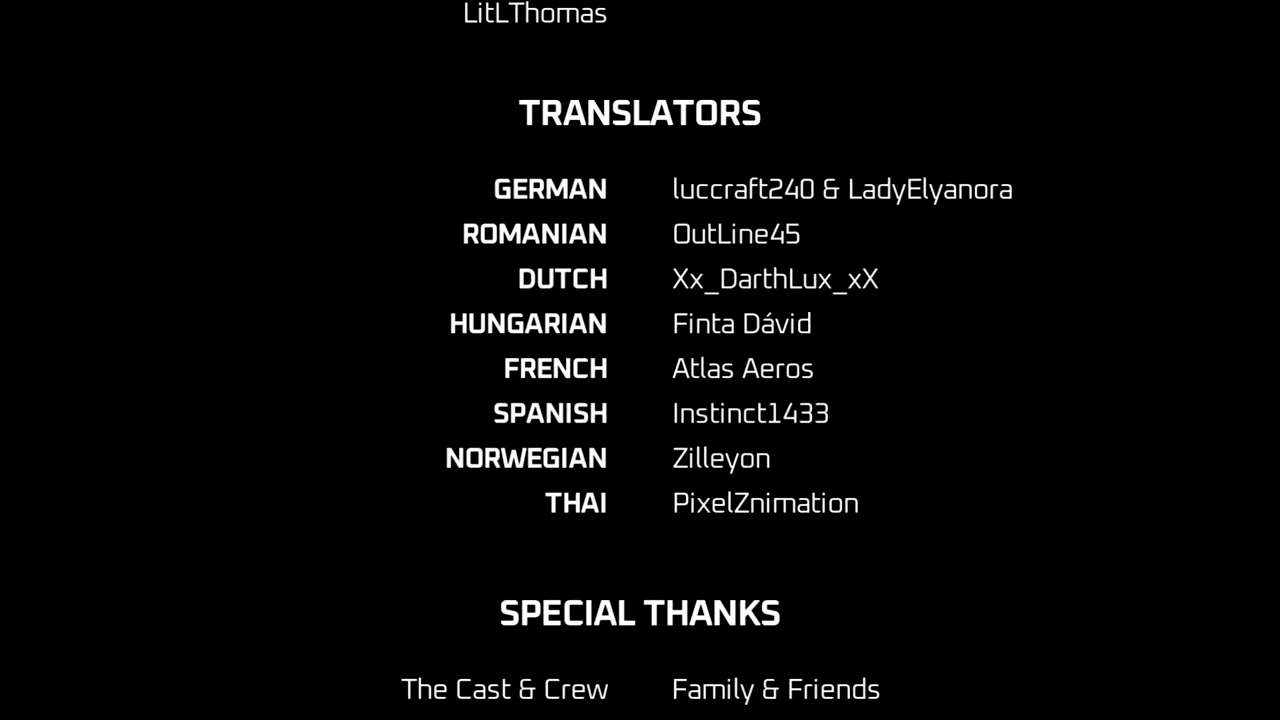 LitLThomas
TRANSLATORS
GERMAN luccraft240 & LadyElyanora
ROMANIAN OutLine45
DUTCH Xx_DarthLux_xX
HUNGARIAN Finta Dávid
FRENCH Atlas Aeros
SPANISH Instinct1433
NORWEGIAN Zilleyon
THAI PixelZnimation
SPECIAL THANKS
The Cast & Crew Family & Friends